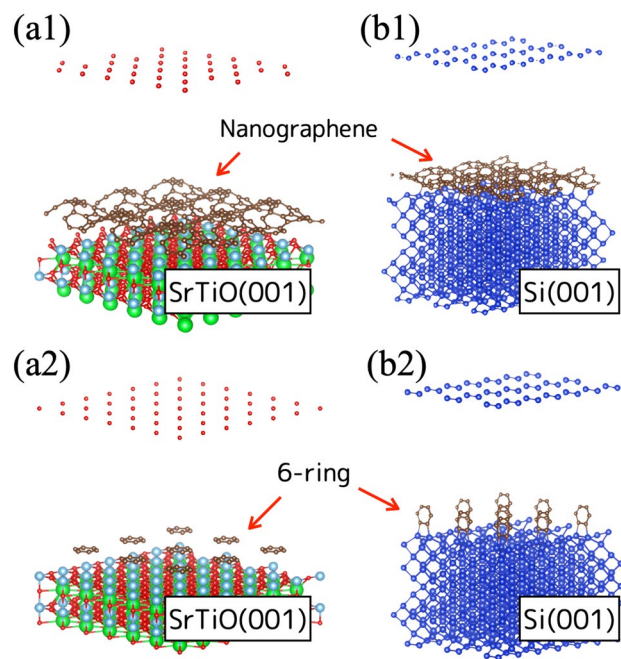 (a1)
(b1)
Nanographene
SrTiO(001)
Si(001)
(a2)
(b2)
6-ring
SrTiO(001)
Si(001)